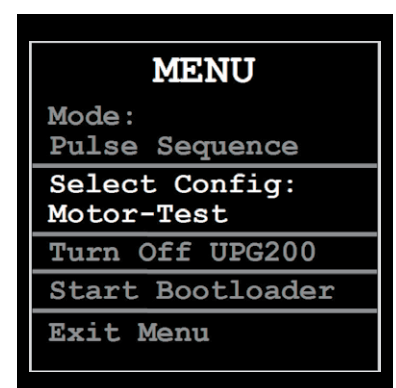 MENU
Mode:
Pulse Sequence
Select Config:
Motor-Test
Turn Off UPG200
Start Bootloader
Exit Menu